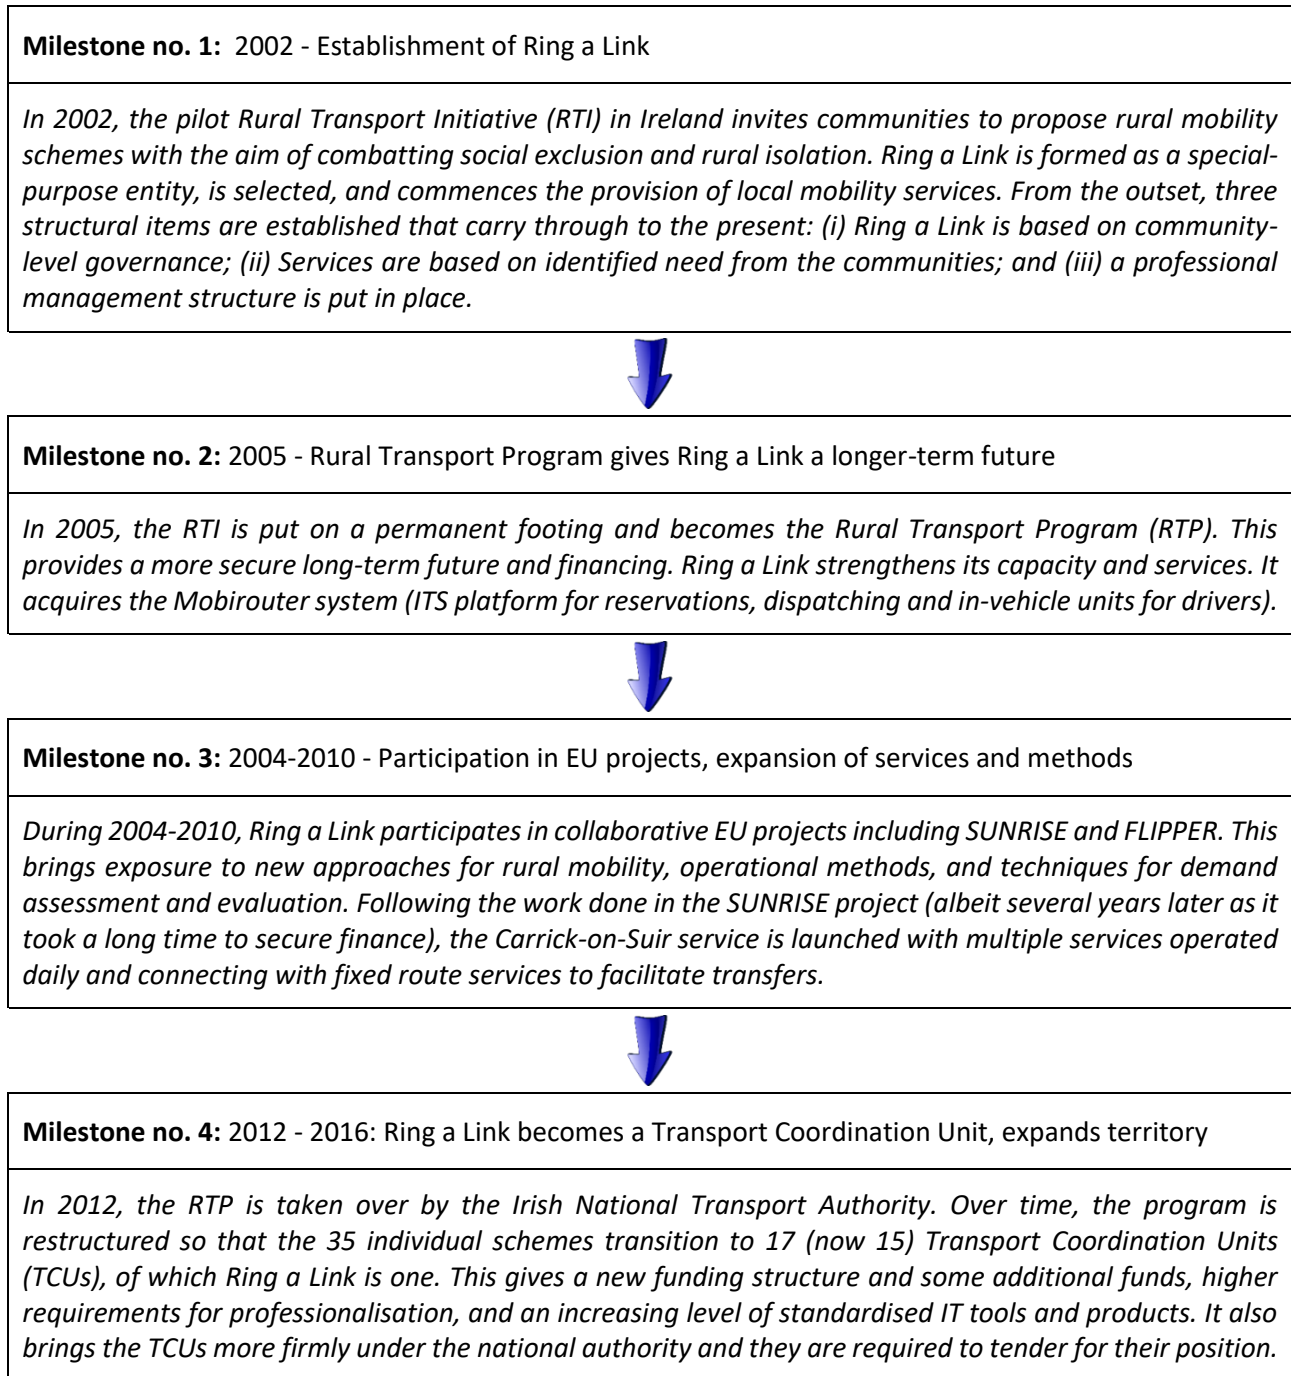 Milestone no. 1: 2002 - Establishment of Ring a Link
In 2002, the pilot Rural Transport Initiative (RTI) in Ireland invites communities to propose rural mobility
schemes with the aim of combatting social exclusion and rural isolation. Ring a Link is formed as a special-
purpose entity, is selected, and commences the provision of local mobility services. From the outset, three
structural items are established that carry through to the present: (i) Ring a Link is based on community-
level governance; (ii) Services are based on identified need from the communities; and (iii) a professional
management structure is put in place.
Milestone no. 2: 2005 - Rural Transport Program gives Ring a Link a longer-term future
In 2005, the RTI is put on a permanent footing and becomes the Rural Transport Program (RTP). This
provides a more secure long-term future and financing. Ring a Link strengthens its capacity and services. It
acquires the Mobirouter system (ITS platform for reservations, dispatching and in-vehicle units for drivers).
Milestone no. 3: 2004-2010 - Participation in EU projects, expansion of services and methods
During 2004-2010, Ring a Link participates in collaborative EU projects including SUNRISE and FLIPPER. This
brings exposure to new approaches for rural mobility, operational methods, and techniques for demand
assessment and evaluation. Following the work done in the SUNRISE project (albeit several years later as it
took a long time to secure finance), the Carrick-on-Suir service is launched with multiple services operated
daily and connecting with fixed route services to facilitate transfers.
Milestone no. 4: 2012 - 2016: Ring a Link becomes a Transport Coordination Unit, expands territory
In 2012, the RTP is taken over by the Irish National Transport Authority. Over time, the program is
restructured so that the 35 individual schemes transition to 17 (now 15) Transport Coordination Units
(TCUs), of which Ring a Link is one. This gives a new funding structure and some additional funds, higher
requirements for professionalisation, and an increasing level of standardised IT tools and products. It also
brings the TCUs more firmly under the national authority and they are required to tender for their position.